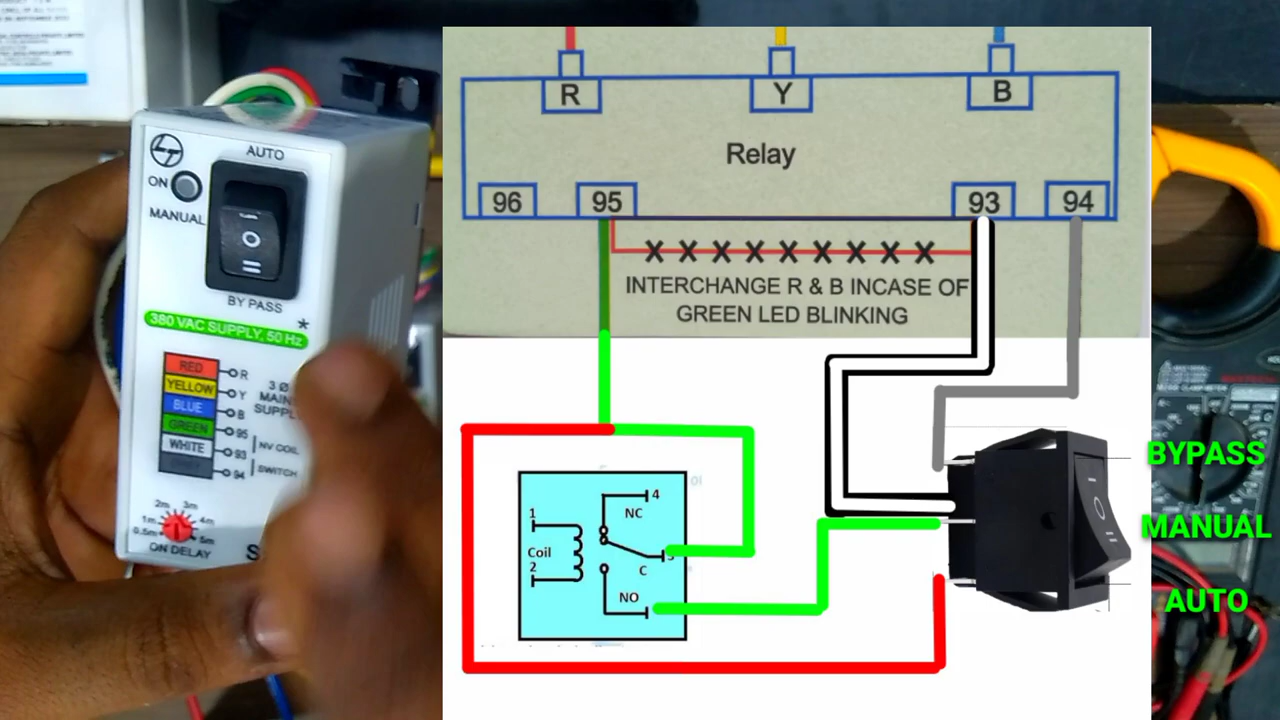 AUTO
ON
MANUAL
BY PASS
380 VAC SUPPLY, 50 Hz
*
RED
R
YELLOW
Y
BLUE
B
GREEN
95
WHITE
93
94
3 Ø
NV COIL
SWITCH
2m
3m
1m
4m
0.5m
5m
ON DELAY
R
Y
B
Relay
96
95
93
94
X X X X X X X X X
INTERCHANGE R & B INCASE OF
GREEN LED BLINKING
1
Coil
2
4
NC
C
NO
BYPASS
MANUAL
AUTO